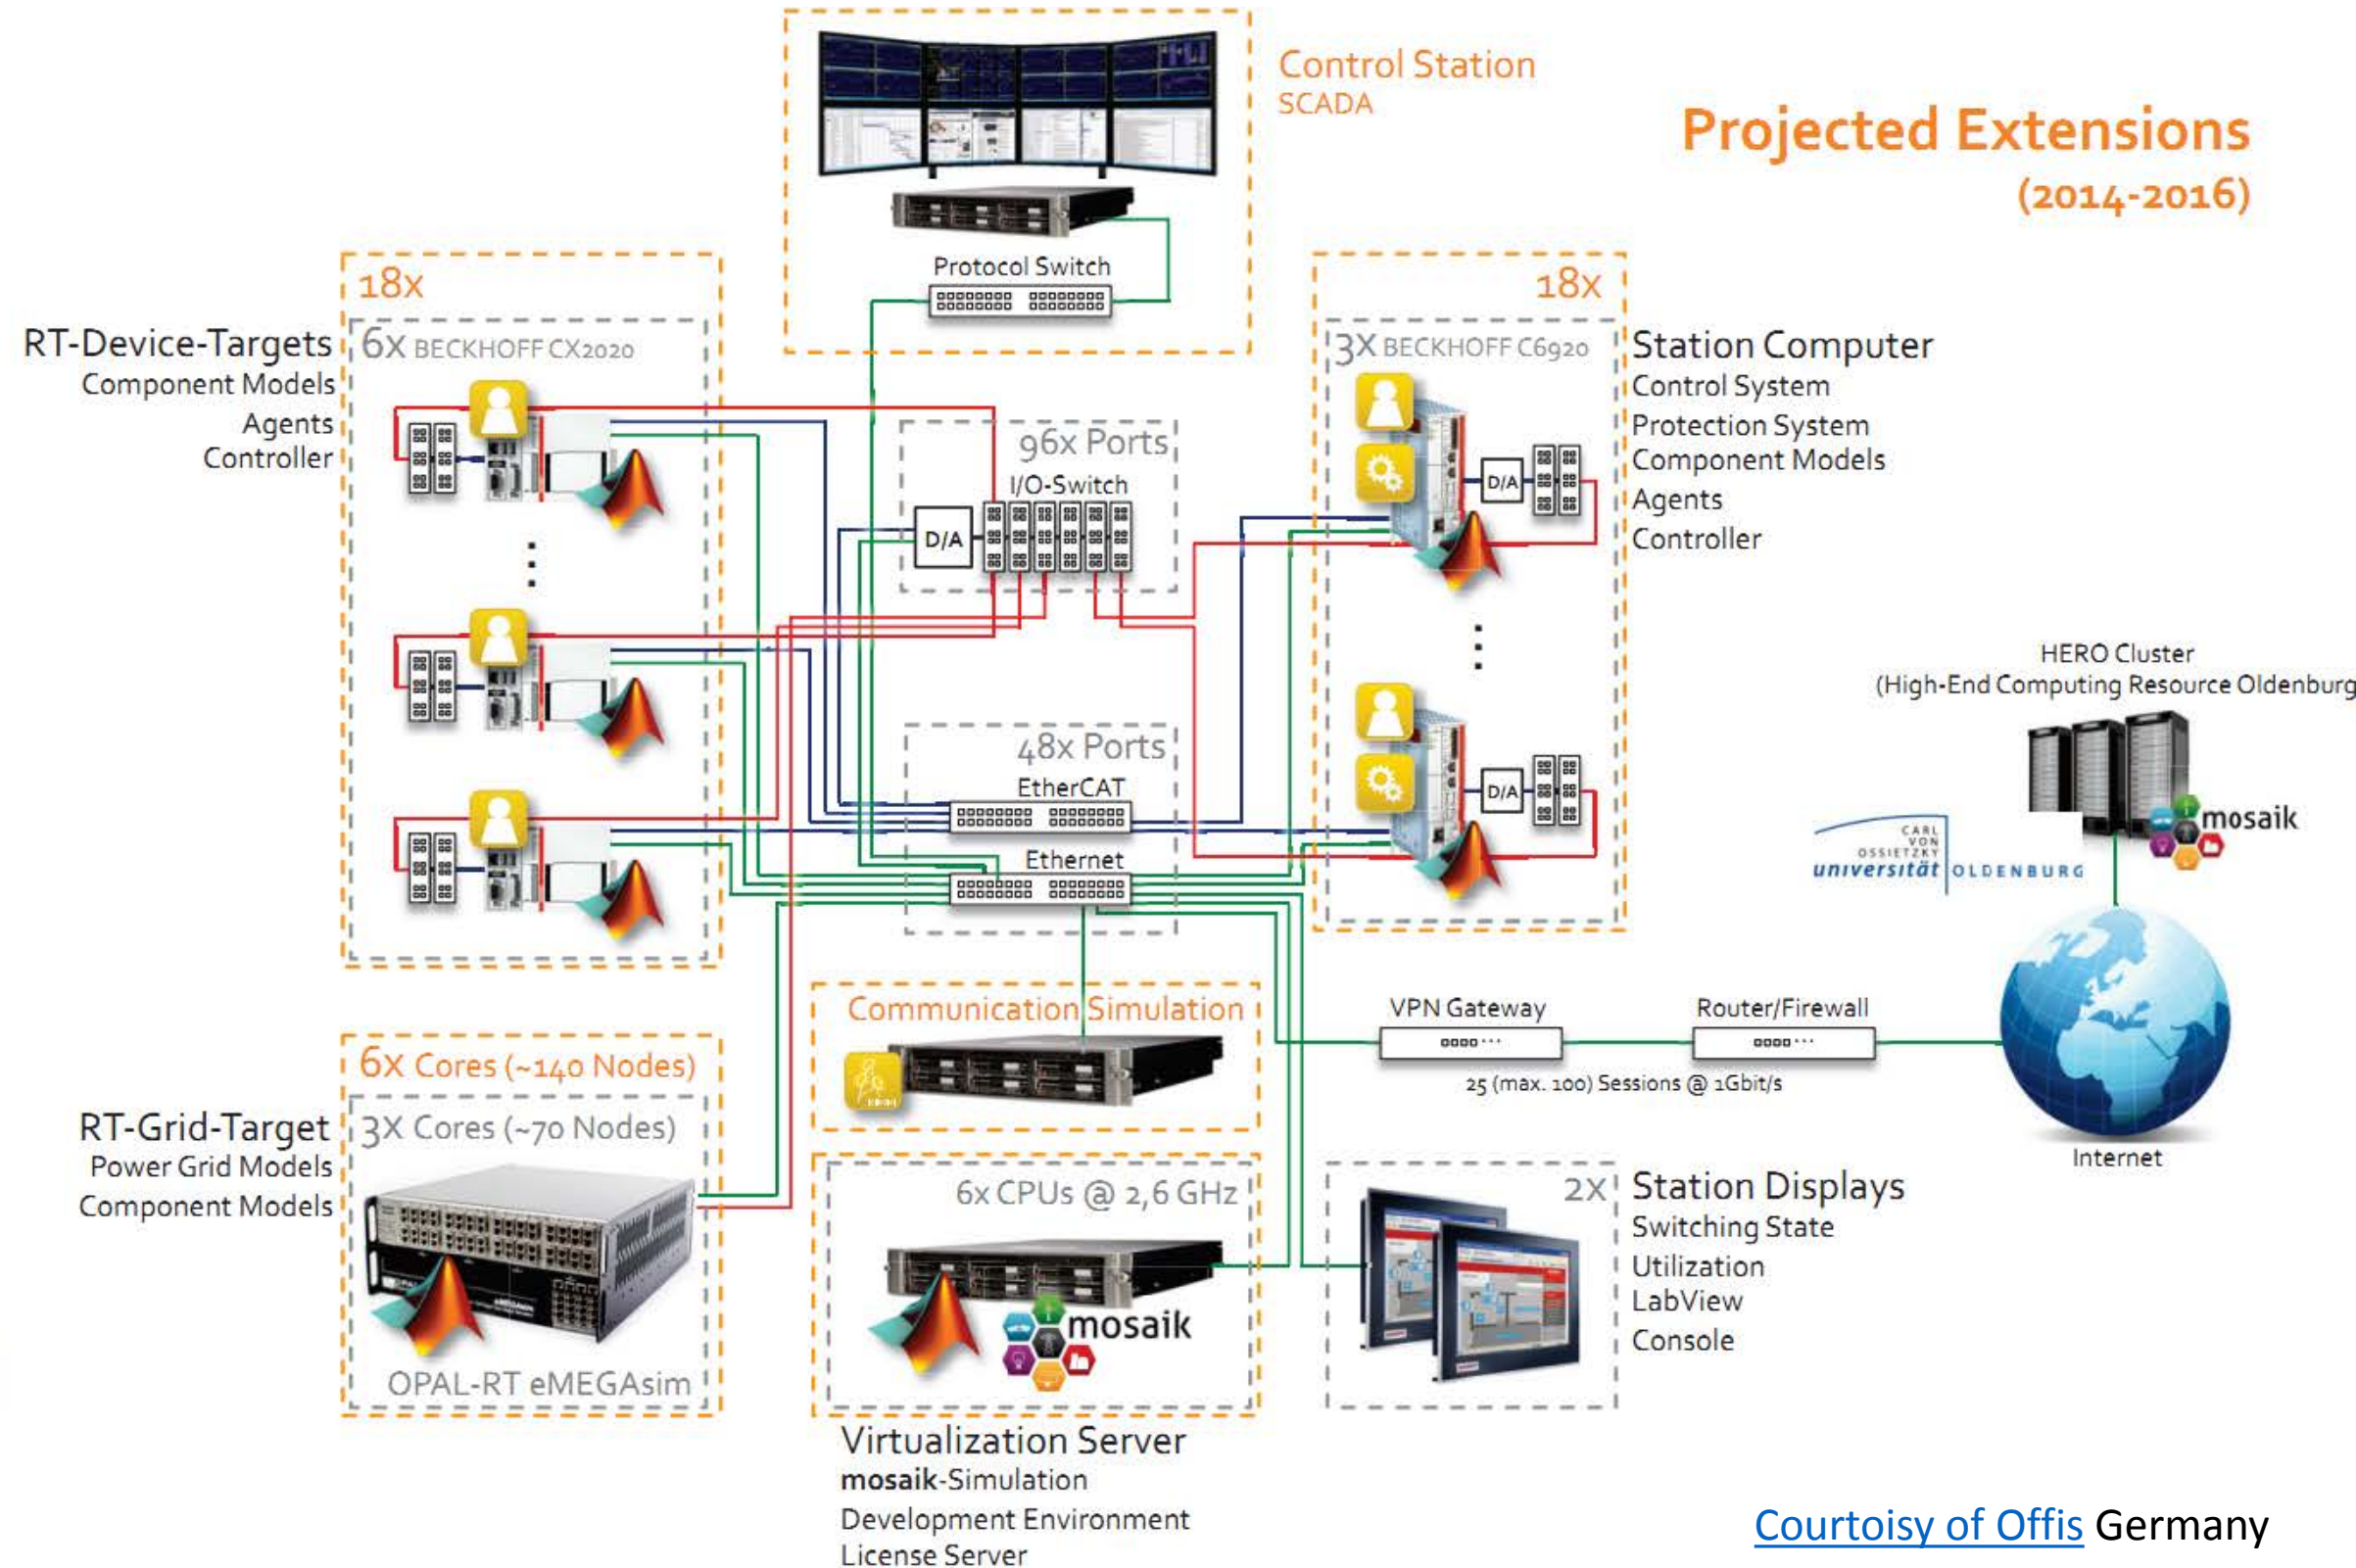 Control Station
SCADA
Projected Extensions
(2014-2016)
Protocol Switch
18x
6x BECKHOFF CX2020
RT-Device-Targets
Component Models
Agents
Controller
96x Ports
I/O-Switch
D/A
18x
3x BECKHOFF C6920
D/A
Station Computer
Control System
Protection System
Component Models
Agents
Controller
48x Ports
EtherCAT
Ethernet
D/A
HERO Cluster
(High-End Computing Resource Oldenburg
mosaik
CARL
VON
OSSIETZKY
universität OLDENBURG
Communication Simulation
VPN Gateway
Router/Firewall
25 (max. 100) Sessions @ 1Gbit/s
Internet
6x Cores (~140 Nodes)
3x Cores (~70 Nodes)
RT-Grid-Target
Power Grid Models
Component Models
OPAL-RT eMEGAsim
6x CPUs @ 2,6 GHz
mosaik
Virtualization Server
mosaik-Simulation
Development Environment
License Server
2x
Station Displays
Switching State
Utilization
LabView
Console
Courtoisy of Offis Germany